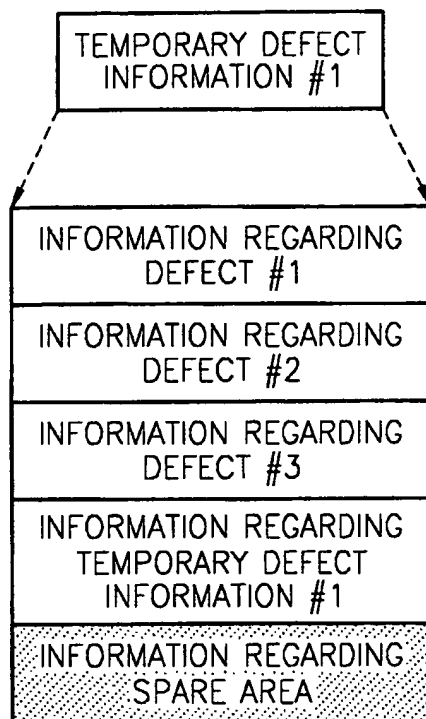 TEMPORARY DEFECT
INFORMATION #1
INFORMATION REGARDING
DEFECT #1
INFORMATION REGARDING
DEFECT #2
INFORMATION REGARDING
DEFECT #3
INFORMATION REGARDING
TEMPORARY DEFECT
INFORMATION #1
INFORMATION REGARDING
SPARE AREA